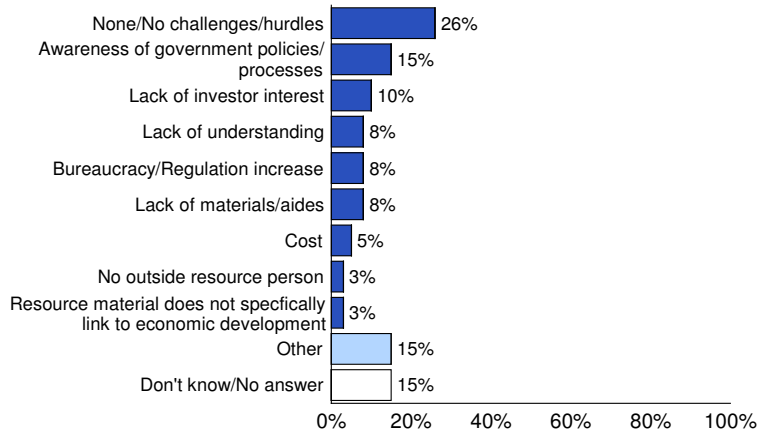 None/No challenges/hurdles 26%
Awareness of government policies/
processes 15%
Lack of investor interest 10%
Lack of understanding 8%
Bureaucracy/Regulation increase 8%
Lack of materials/aides 8%
Cost 5%
No outside resource person 3%
Resource material does not specfically
link to economic development 3%
Other 15%
Don't know/No answer 15%
0% 20% 40% 60% 80% 100%